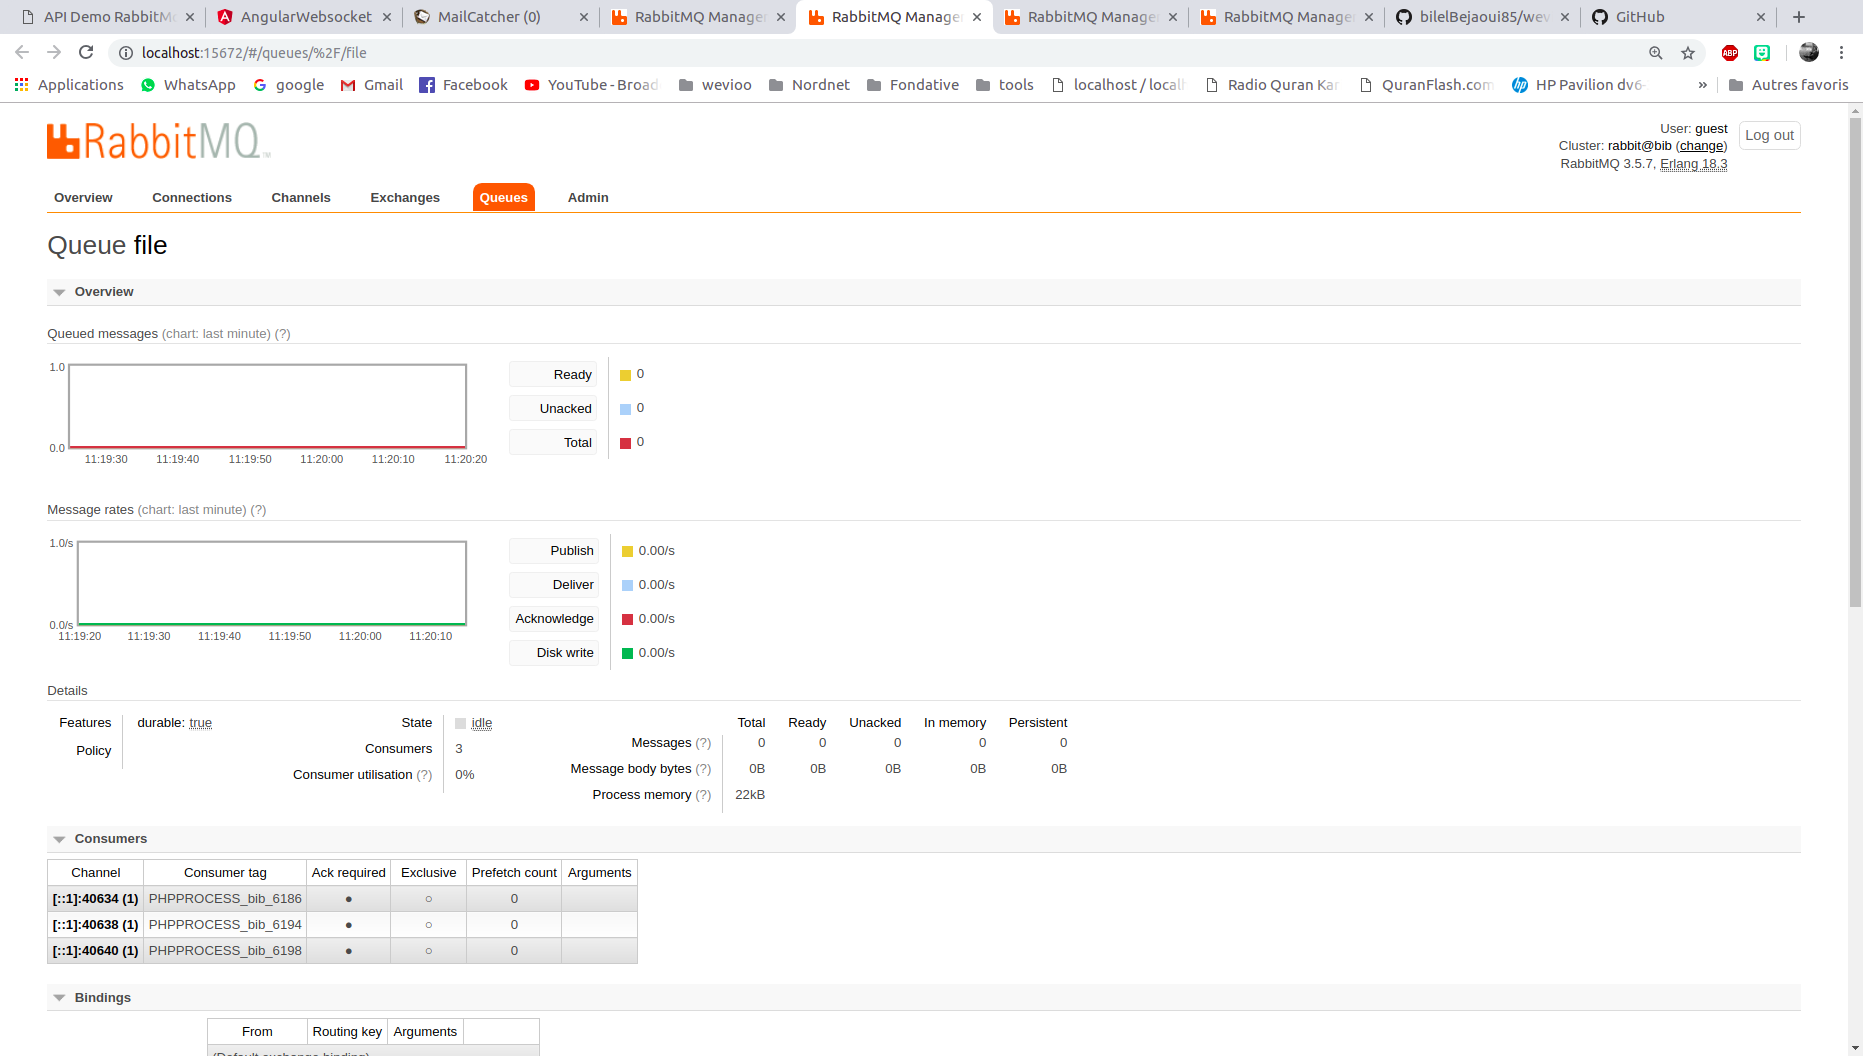 API Demo RabbitM
AngularWebsocket
MailCatcher (0)
RabbitMQ Manage
RabbitMQ Manage
RabbitMQ Manage
RabbitMQ Manage
bilelBejaoui85/wev
GitHub
localhost:15672/#/queues/%2F/file
ABP
Applications
WhatsApp
google
Gmail
Facebook
YouTube - Broad
wevioo
Nordnet
Fondative
tools
localhost / local
Radio Quran Kar
QuranFlash.com
HP Pavilion dv6-
»
Autres favoris
RabbitMQ™
User: guest
Cluster: rabbit@bib (change)
RabbitMQ 3.5.7, Erlang 18.3
Log out
Overview Connections Channels Exchanges Queues Admin
Queue file
Overview
Queued messages (chart: last minute) (?)
1.0
0.0
11:19:30 11:19:40 11:19:50 11:20:00 11:20:10 11:20:20
Ready 0
Unacked 0
Total 0
Message rates (chart: last minute) (?)
1.0/s
0.0/s
11:19:20 11:19:30 11:19:40 11:19:50 11:20:00 11:20:10
Publish 0.00/s
Deliver 0.00/s
Acknowledge 0.00/s
Disk write 0.00/s
Details
Features durable: true
Policy
State idle
Consumers 3
Consumer utilisation (?) 0%
Total Ready Unacked In memory Persistent
Messages (?) 0 0 0 0 0
Message body bytes (?) 0B 0B 0B 0B 0B
Process memory (?) 22kB
Consumers
Channel Consumer tag Ack required Exclusive Prefetch count Arguments
[::1]:40634 (1) PHPPROCESS_bib_6186 ● ○ 0
[::1]:40638 (1) PHPPROCESS_bib_6194 ● ○ 0
[::1]:40640 (1) PHPPROCESS_bib_6198 ● ○ 0
Bindings
From Routing key Arguments
(Default exchange binding)